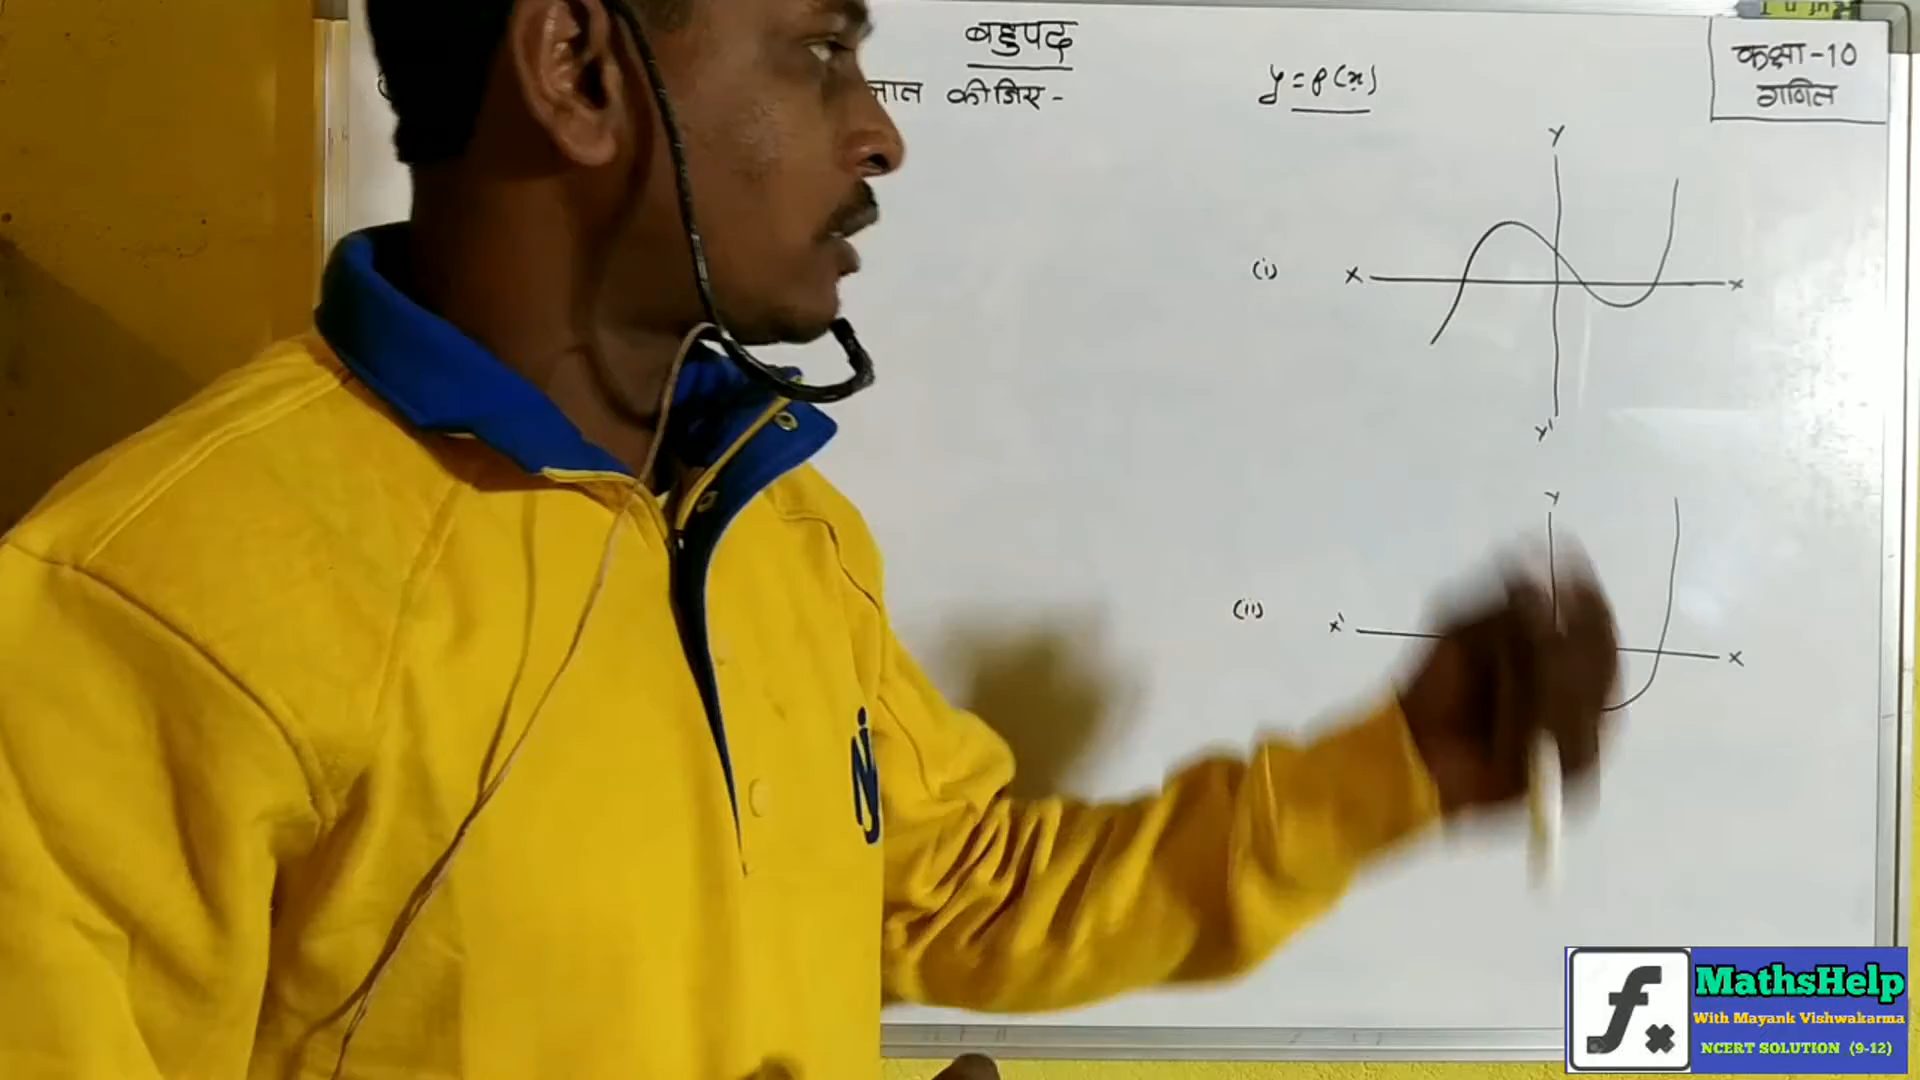 बहुपद
ज्ञात कीजिए -
y = p(x)
कक्षा-10
गणित
(i)
Y
X
X
Y'
(ii)
Y
X'
X
MathsHelp
With Mayank Vishwakarma
NCERT SOLUTION (9-12)